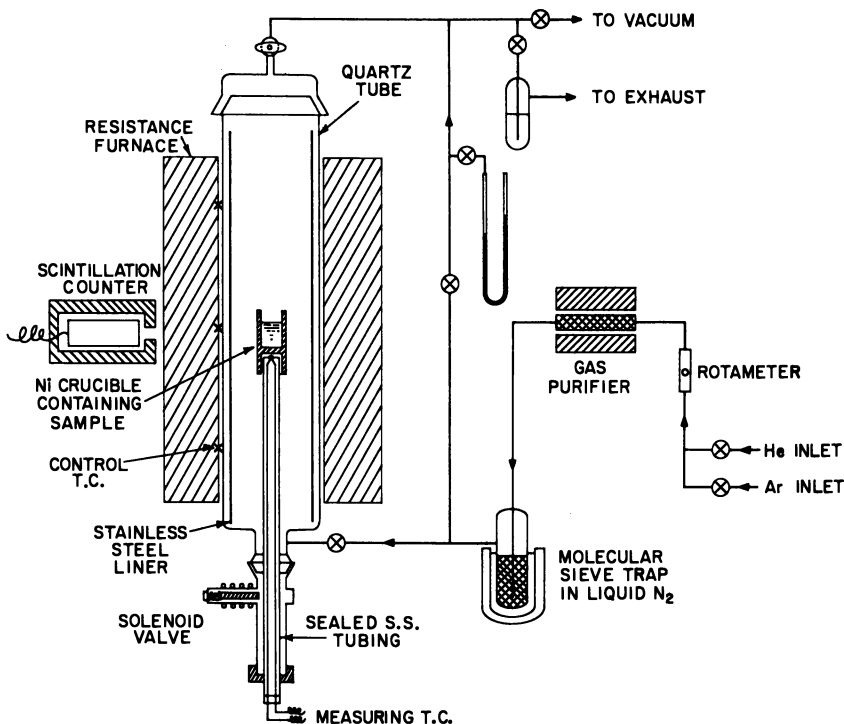 TO VACUUM
QUARTZ
TUBE
TO EXHAUST
RESISTANCE
FURNACE
SCINTILLATION
COUNTER
GAS
PURIFIER
ROTAMETER
Ni CRUCIBLE
CONTAINING
SAMPLE
He INLET
CONTROL
T.C.
Ar INLET
STAINLESS
STEEL
LINER
MOLECULAR
SIEVE TRAP
IN LIQUID N₂
SOLENOID
VALVE
SEALED S.S.
TUBING
MEASURING T.C.